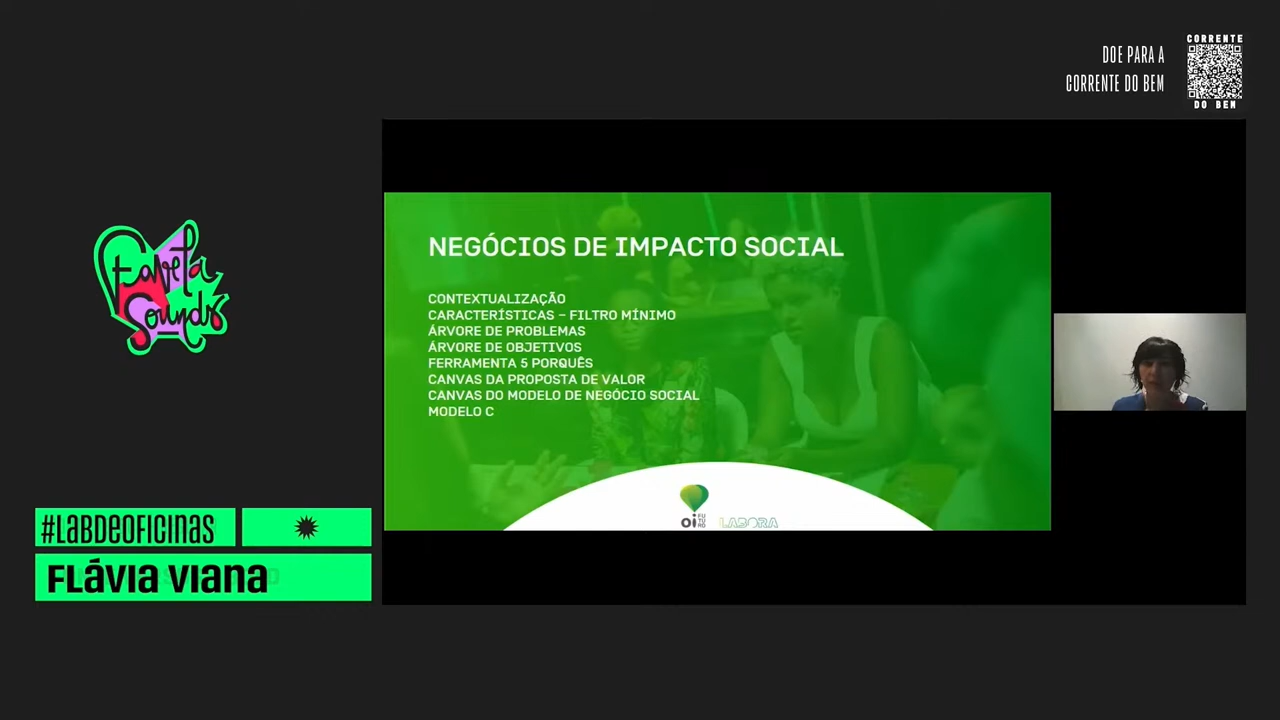 CORRENTE
DOE PARA A
CORRENTE DO BEM
DO BEM
NEGÓCIOS DE IMPACTO SOCIAL
CONTEXTUALIZAÇÃO
CARACTERÍSTICAS – FILTRO MÍNIMO
ÁRVORE DE PROBLEMAS
ÁRVORE DE OBJETIVOS
FERRAMENTA 5 PORQUÊS
CANVAS DA PROPOSTA DE VALOR
CANVAS DO MODELO DE NEGÓCIO SOCIAL
MODELO C
favela
Sounds
oi FUTURO
LABORA
#LABDEOFICINAS
FLÁVIA VIANA